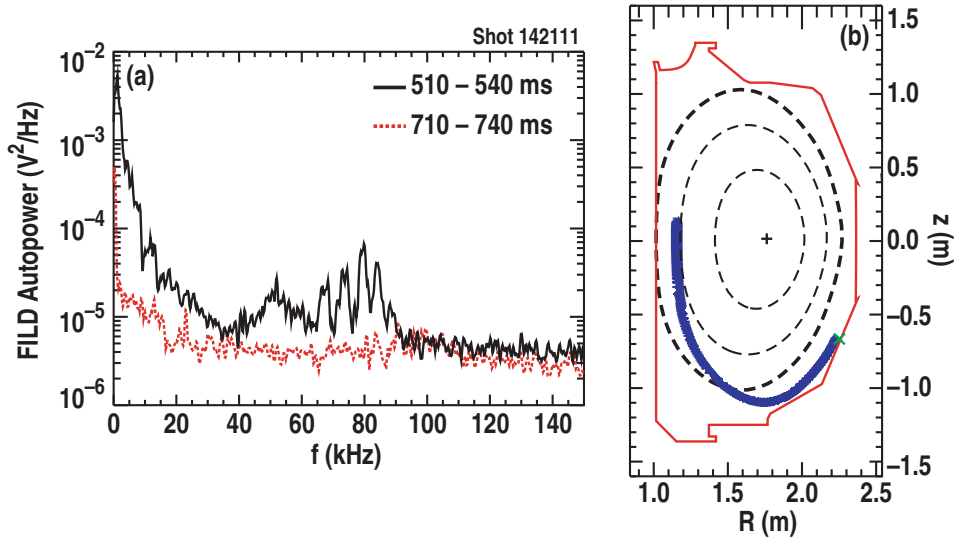 Shot 142111
(a)
510 – 540 ms
710 – 740 ms
FILD Autopower (V²/Hz)
10⁻²
10⁻³
10⁻⁴
10⁻⁵
10⁻⁶
0 20 40 60 80 100 120 140
f (kHz)
(b)
1.5
1.0
0.5
0.0
−0.5
−1.0
−1.5
z (m)
1.0 1.5 2.0 2.5
R (m)